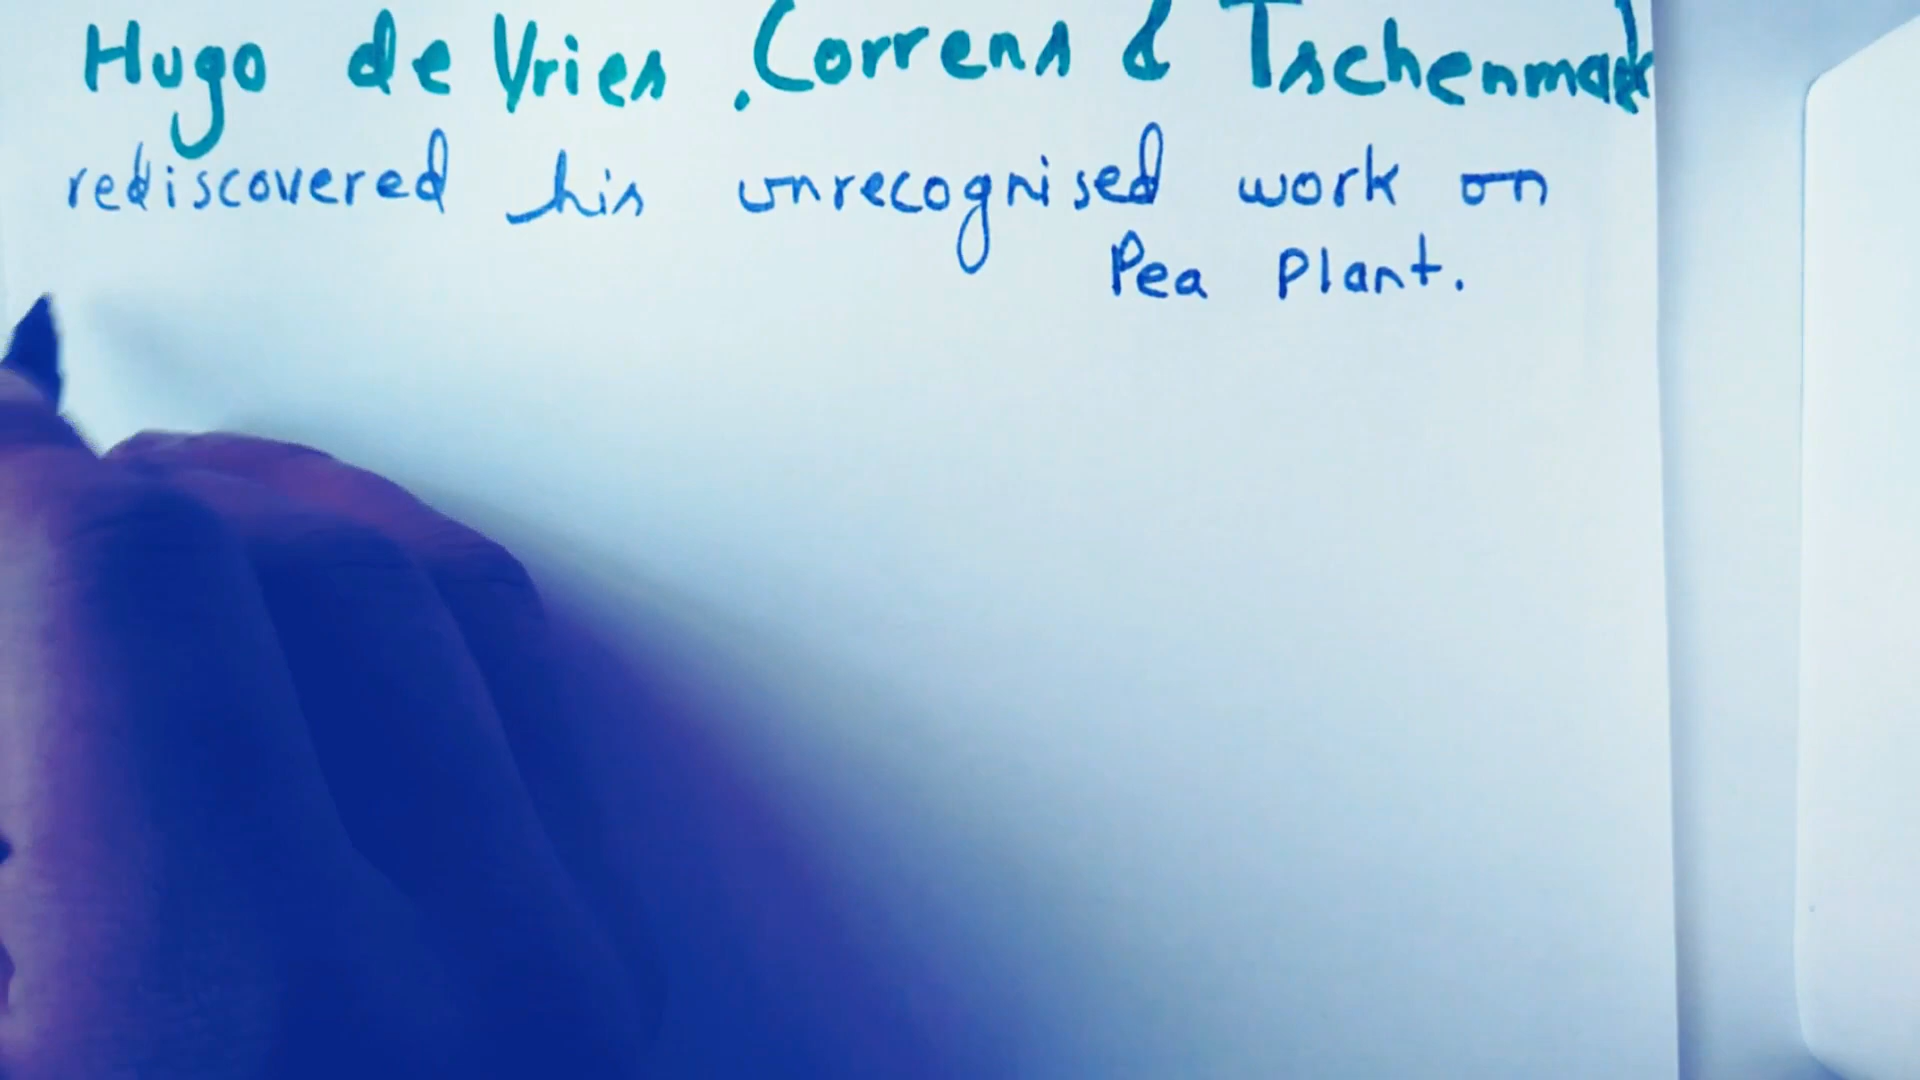 Hugo de Vries, Correns & Tschenmak
rediscovered his unrecognised work on
Pea Plant.